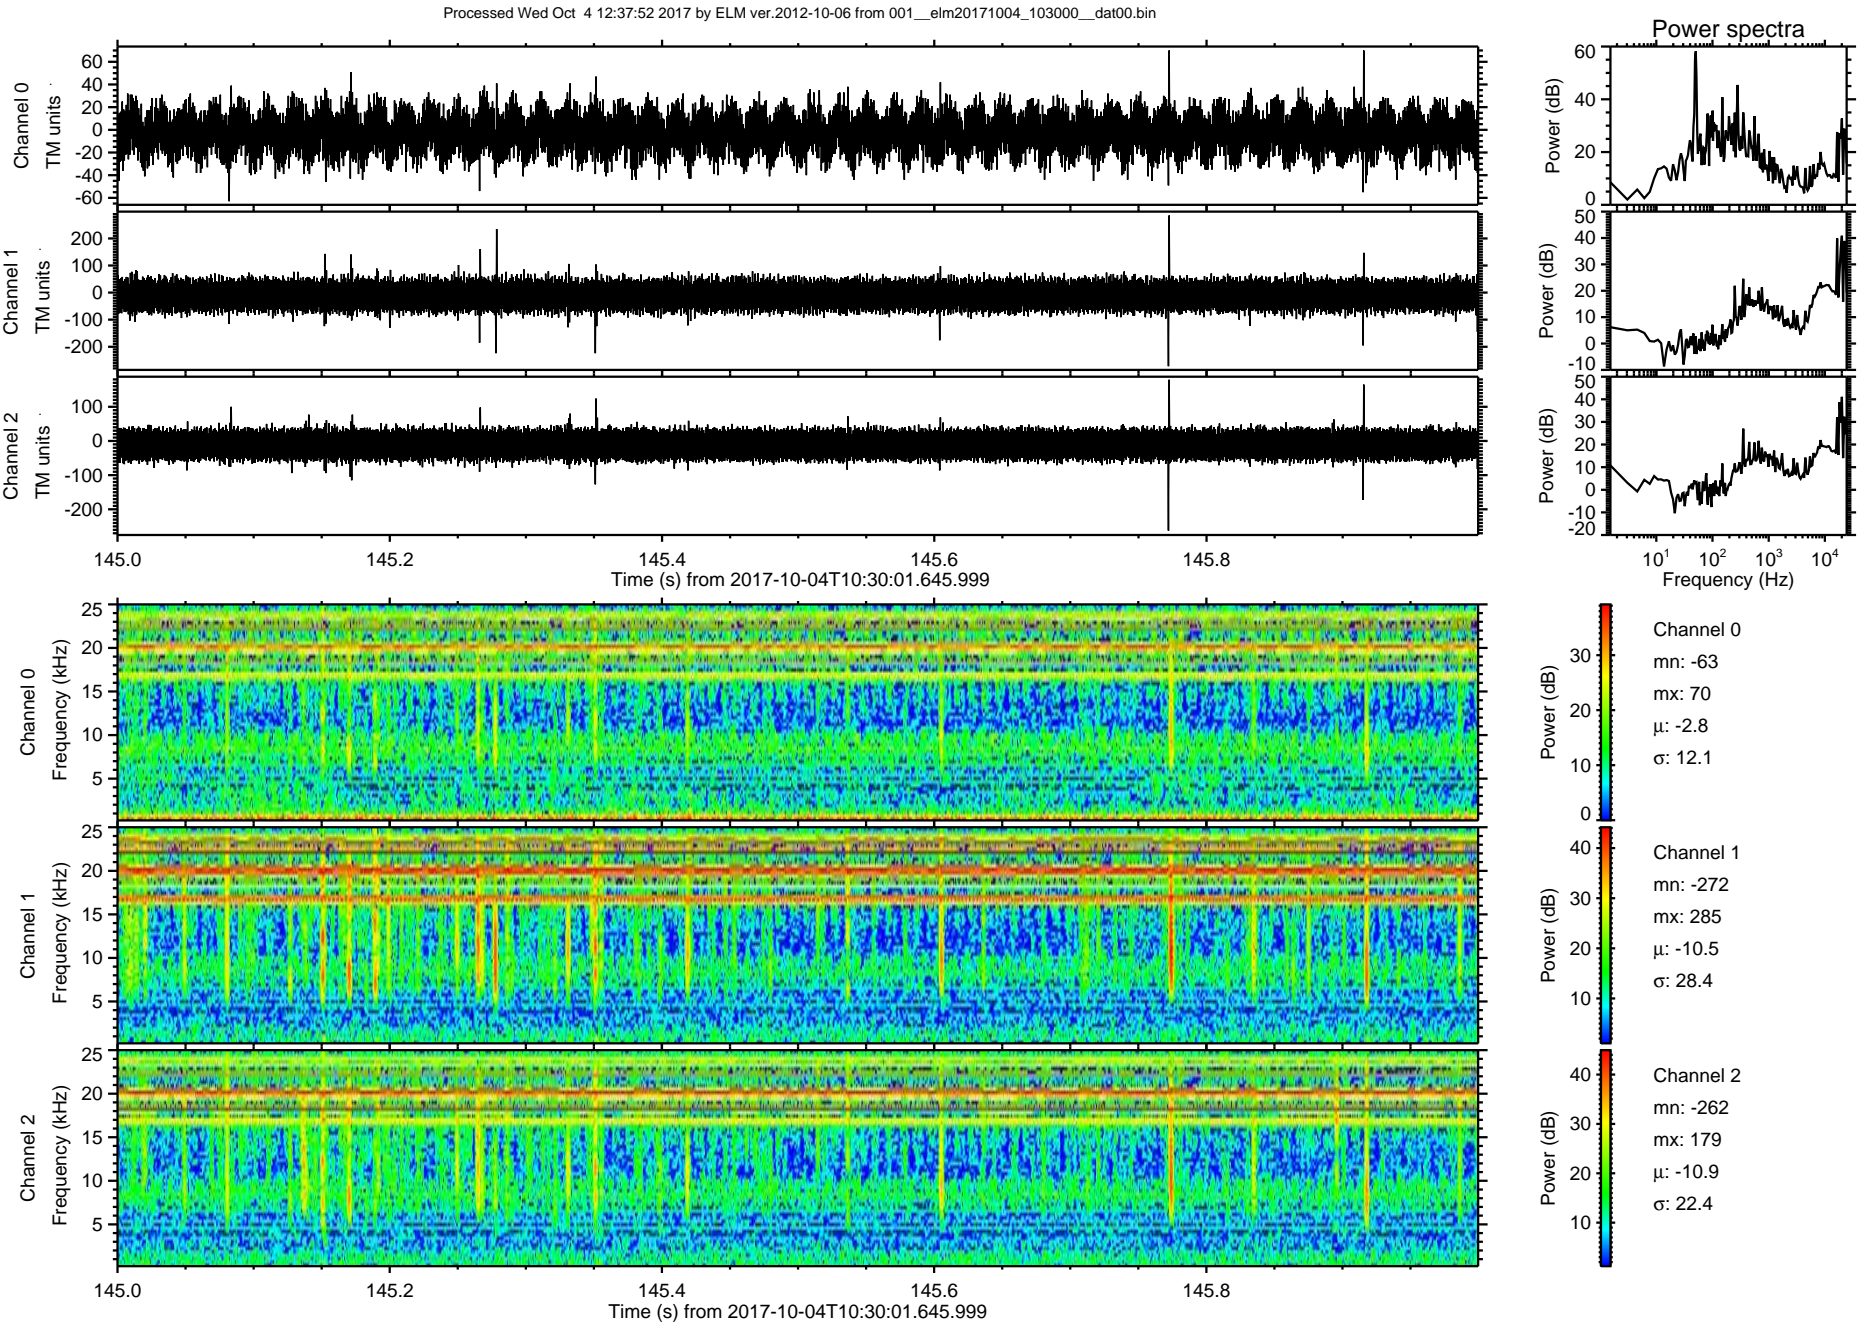 Processed Wed Oct  4 12:37:52 2017 by ELM ver.2012-10-06 from 001__elm20171004_103000__dat00.bin
Power spectra
Channel 0
TM units
60
40
20
0
-20
-40
-60
Power (dB)
60
40
20
0
Channel 1
TM units
200
100
0
-100
-200
Power (dB)
50
40
30
20
10
0
-10
Channel 2
TM units
100
0
-100
-200
Power (dB)
50
40
30
20
10
0
-10
-20
145.0 145.2 145.4 145.6 145.8
Time (s) from 2017-10-04T10:30:01.645.999
10¹ 10² 10³ 10⁴
Frequency (Hz)
Channel 0
Frequency (kHz)
25
20
15
10
5
Power (dB)
30
20
10
0
Channel 0
mn: -63
mx: 70
µ: -2.8
σ: 12.1
Channel 1
Frequency (kHz)
25
20
15
10
5
Power (dB)
40
30
20
10
Channel 1
mn: -272
mx: 285
µ: -10.5
σ: 28.4
Channel 2
Frequency (kHz)
25
20
15
10
5
Power (dB)
40
30
20
10
Channel 2
mn: -262
mx: 179
µ: -10.9
σ: 22.4
145.0 145.2 145.4 145.6 145.8
Time (s) from 2017-10-04T10:30:01.645.999